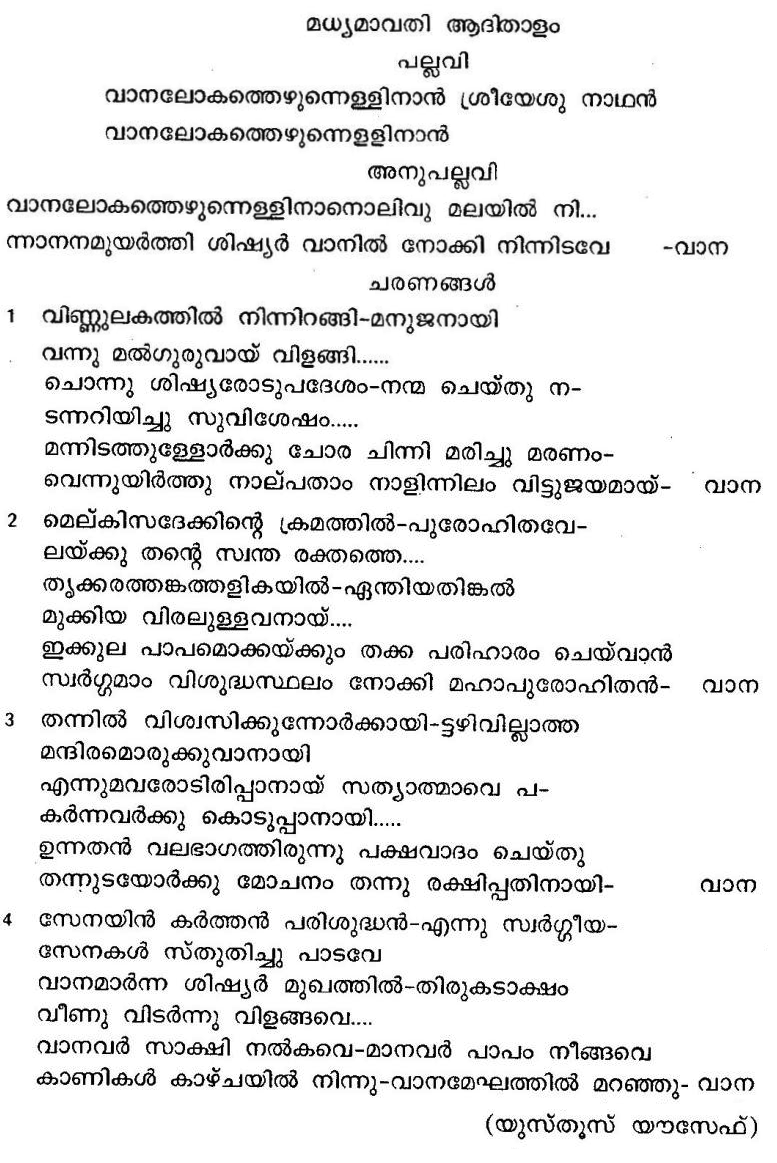 മധ്യമാവതി ആദിതാളം
പല്ലവി
വാനലോകത്തെഴുന്നെള്ളിനാൻ ശ്രീയേശു നാഥൻ
വാനലോകത്തെഴുന്നെളളിനാൻ
അനുപല്ലവി
വാനലോകത്തെഴുന്നെള്ളിനാനൊലിവു മലയിൽ നി...
ന്നാനനമുയർത്തി ശിഷ്യർ വാനിൽ നോക്കി നിന്നിടവേ -വാന
ചരണങ്ങൾ
1 വിണ്ണുലകത്തിൽ നിന്നിറങ്ങി-മനുജനായി
വന്നു മൽഗുരുവായ് വിളങ്ങി......
ചൊന്നു ശിഷ്യരോടുപദേശം-നന്മ ചെയ്തു ന-
ടന്നറിയിച്ചു സുവിശേഷം.....
മന്നിടത്തുള്ളോർക്കു ചോര ചിന്നി മരിച്ചു മരണം-
വെന്നുയിർത്തു നാല്പതാം നാളിന്നിലം വിട്ടുജയമായ്- വാന
2 മെല്കിസദേക്കിന്റെ ക്രമത്തിൽ-പുരോഹിതവേ-
ലയ്ക്കു തന്റെ സ്വന്ത രക്തത്തെ....
തൃക്കരത്തങ്കത്തളികയിൽ-ഏന്തിയതിങ്കൽ
മുക്കിയ വിരലുള്ളവനായ്....
ഇക്കുല പാപമൊക്കയ്ക്കും തക്ക പരിഹാരം ചെയ്‌വാൻ
സ്വർഗ്ഗമാം വിശുദ്ധസ്ഥലം നോക്കി മഹാപുരോഹിതൻ- വാന
3 തന്നിൽ വിശ്വസിക്കുന്നോർക്കായി-ട്ടഴിവില്ലാത്ത
മന്ദിരമൊരുക്കുവാനായി
എന്നുമവരോടിരിപ്പാനായ് സത്യാത്മാവെ പ-
കർന്നവർക്കു കൊടുപ്പാനായി.....
ഉന്നതൻ വലഭാഗത്തിരുന്നു പക്ഷവാദം ചെയ്തു
തന്നുടയോർക്കു മോചനം തന്നു രക്ഷിപ്പതിനായി- വാന
4 സേനയിൻ കർത്തൻ പരിശുദ്ധൻ-എന്നു സ്വർഗ്ഗീയ-
സേനകൾ സ്തുതിച്ചു പാടവേ
വാനമാർന്ന ശിഷ്യർ മുഖത്തിൽ-തിരുകടാക്ഷം
വീണു വിടർന്നു വിളങ്ങവെ....
വാനവർ സാക്ഷി നൽകവെ-മാനവർ പാപം നീങ്ങവെ
കാണികൾ കാഴ്ചയിൽ നിന്നു-വാനമേഘത്തിൽ മറഞ്ഞു- വാന
(യുസ്തൂസ് യൗസേഫ്)